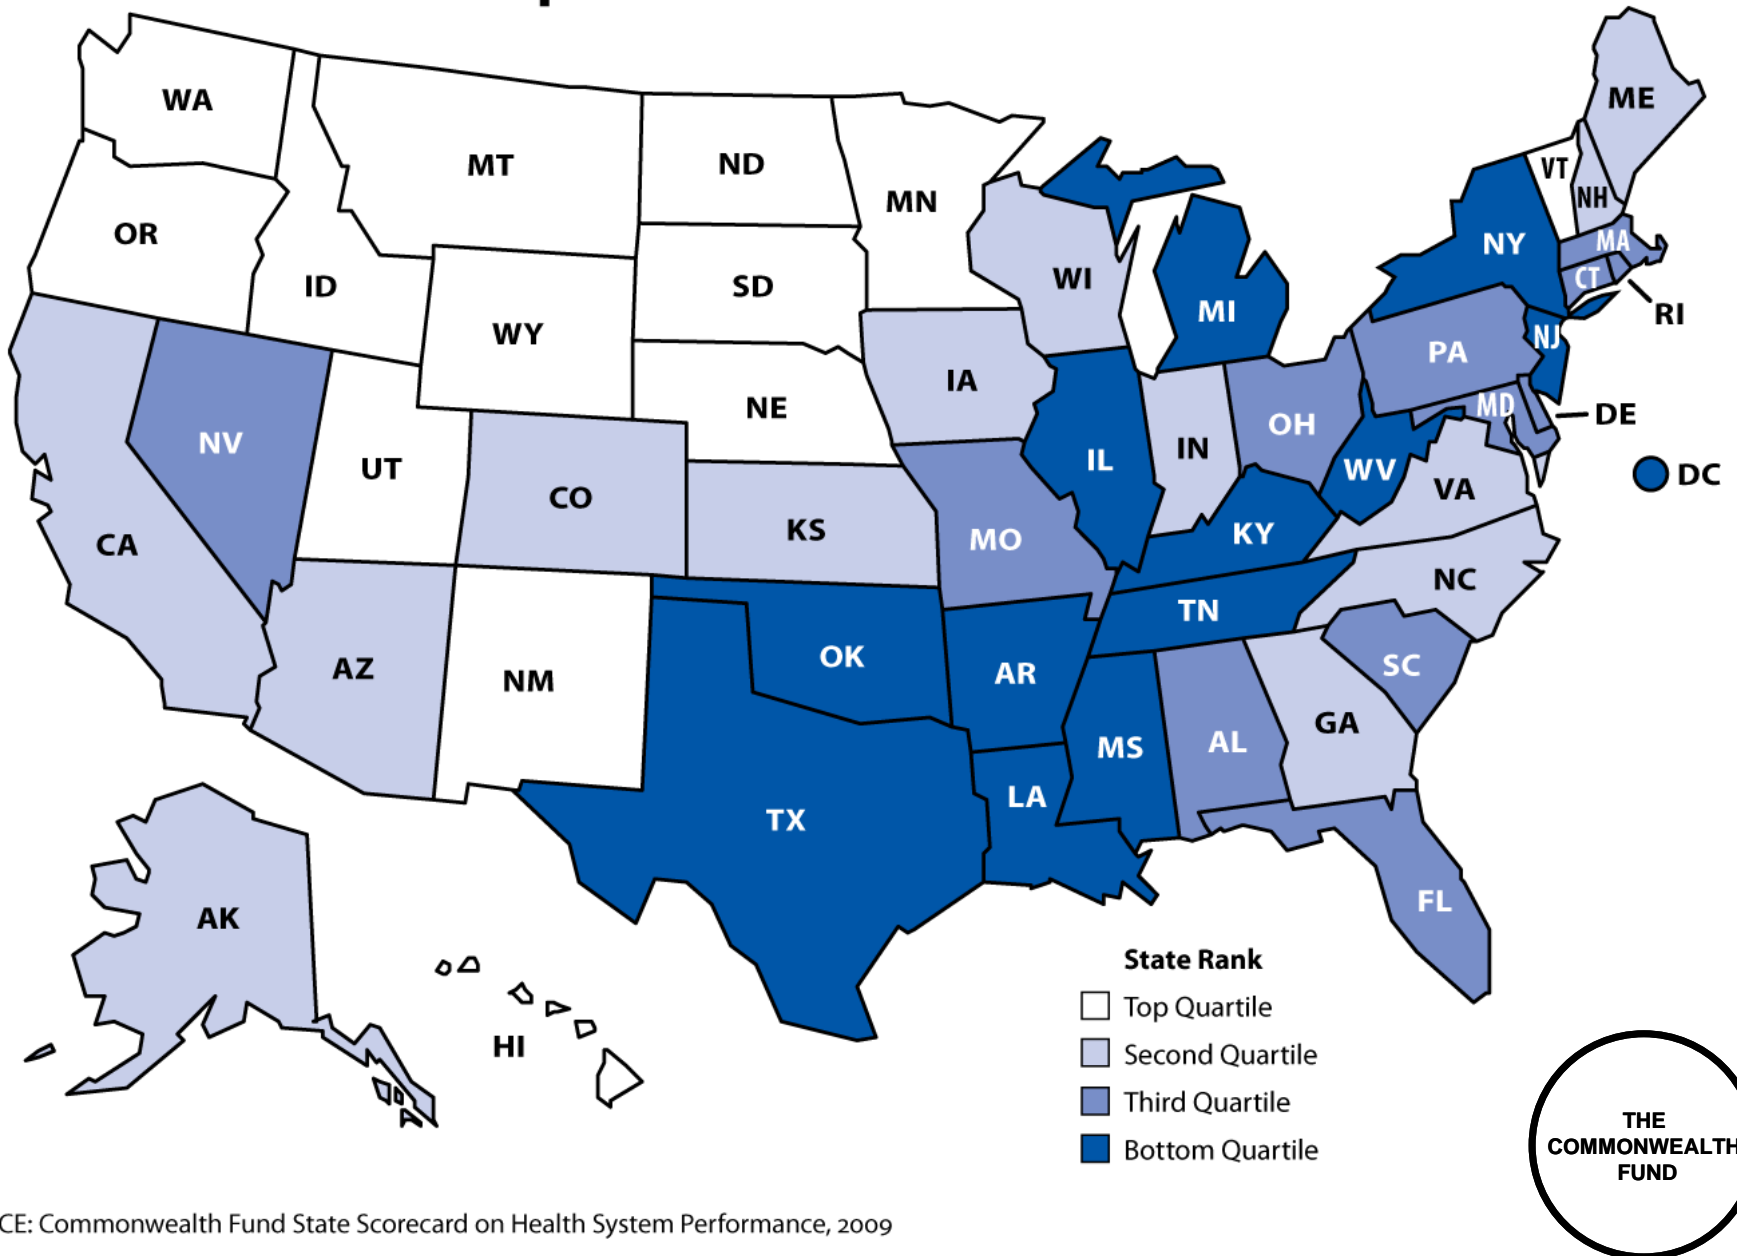 WA
MT
ND
MN
OR
ID
SD
WY
WI
MI
ME
VT
NH
NY
MA
CT
RI
NE
IA
PA
NJ
NV
UT
CO
KS
MO
IL
IN
OH
WV
MD
DE
DC
VA
KY
CA
AZ
NM
OK
AR
TN
NC
SC
TX
LA
MS
AL
GA
FL
AK
HI
State Rank
Top Quartile
Second Quartile
Third Quartile
Bottom Quartile
THE
COMMONWEALTH
FUND
CE: Commonwealth Fund State Scorecard on Health System Performance, 2009